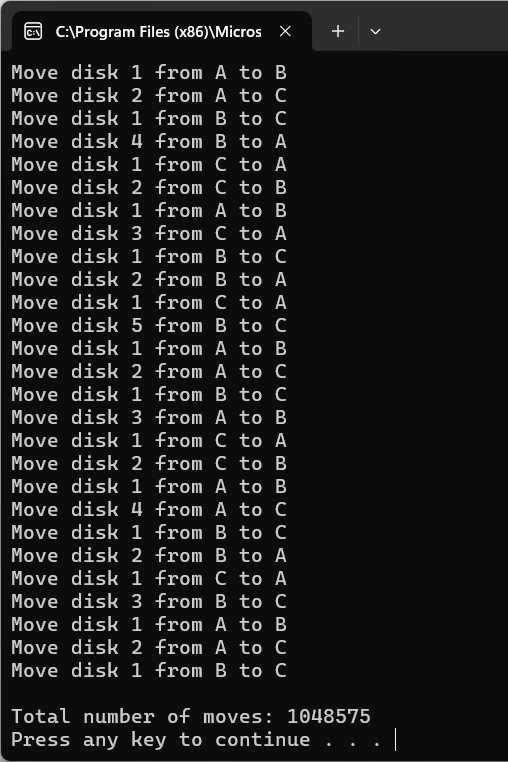 C:\Program Files (x86)\Micros
Move disk 1 from A to B
Move disk 2 from A to C
Move disk 1 from B to C
Move disk 4 from B to A
Move disk 1 from C to A
Move disk 2 from C to B
Move disk 1 from A to B
Move disk 3 from C to A
Move disk 1 from B to C
Move disk 2 from B to A
Move disk 1 from C to A
Move disk 5 from B to C
Move disk 1 from A to B
Move disk 2 from A to C
Move disk 1 from B to C
Move disk 3 from A to B
Move disk 1 from C to A
Move disk 2 from C to B
Move disk 1 from A to B
Move disk 4 from A to C
Move disk 1 from B to C
Move disk 2 from B to A
Move disk 1 from C to A
Move disk 3 from B to C
Move disk 1 from A to B
Move disk 2 from A to C
Move disk 1 from B to C
Total number of moves: 1048575
Press any key to continue . . .